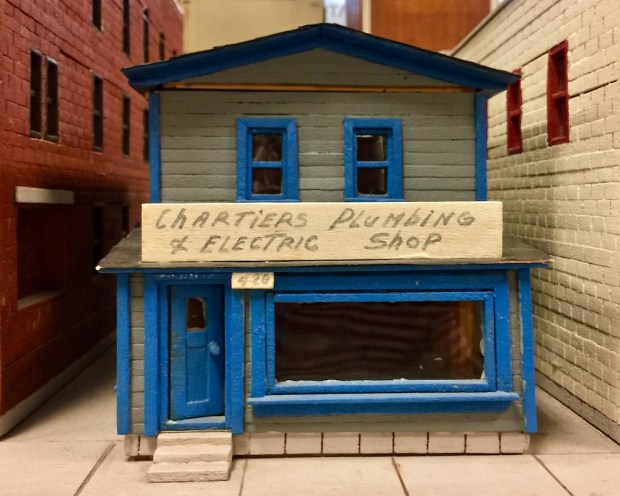 CHARTIERS PLUMBING
& ELECTRIC SHOP
420